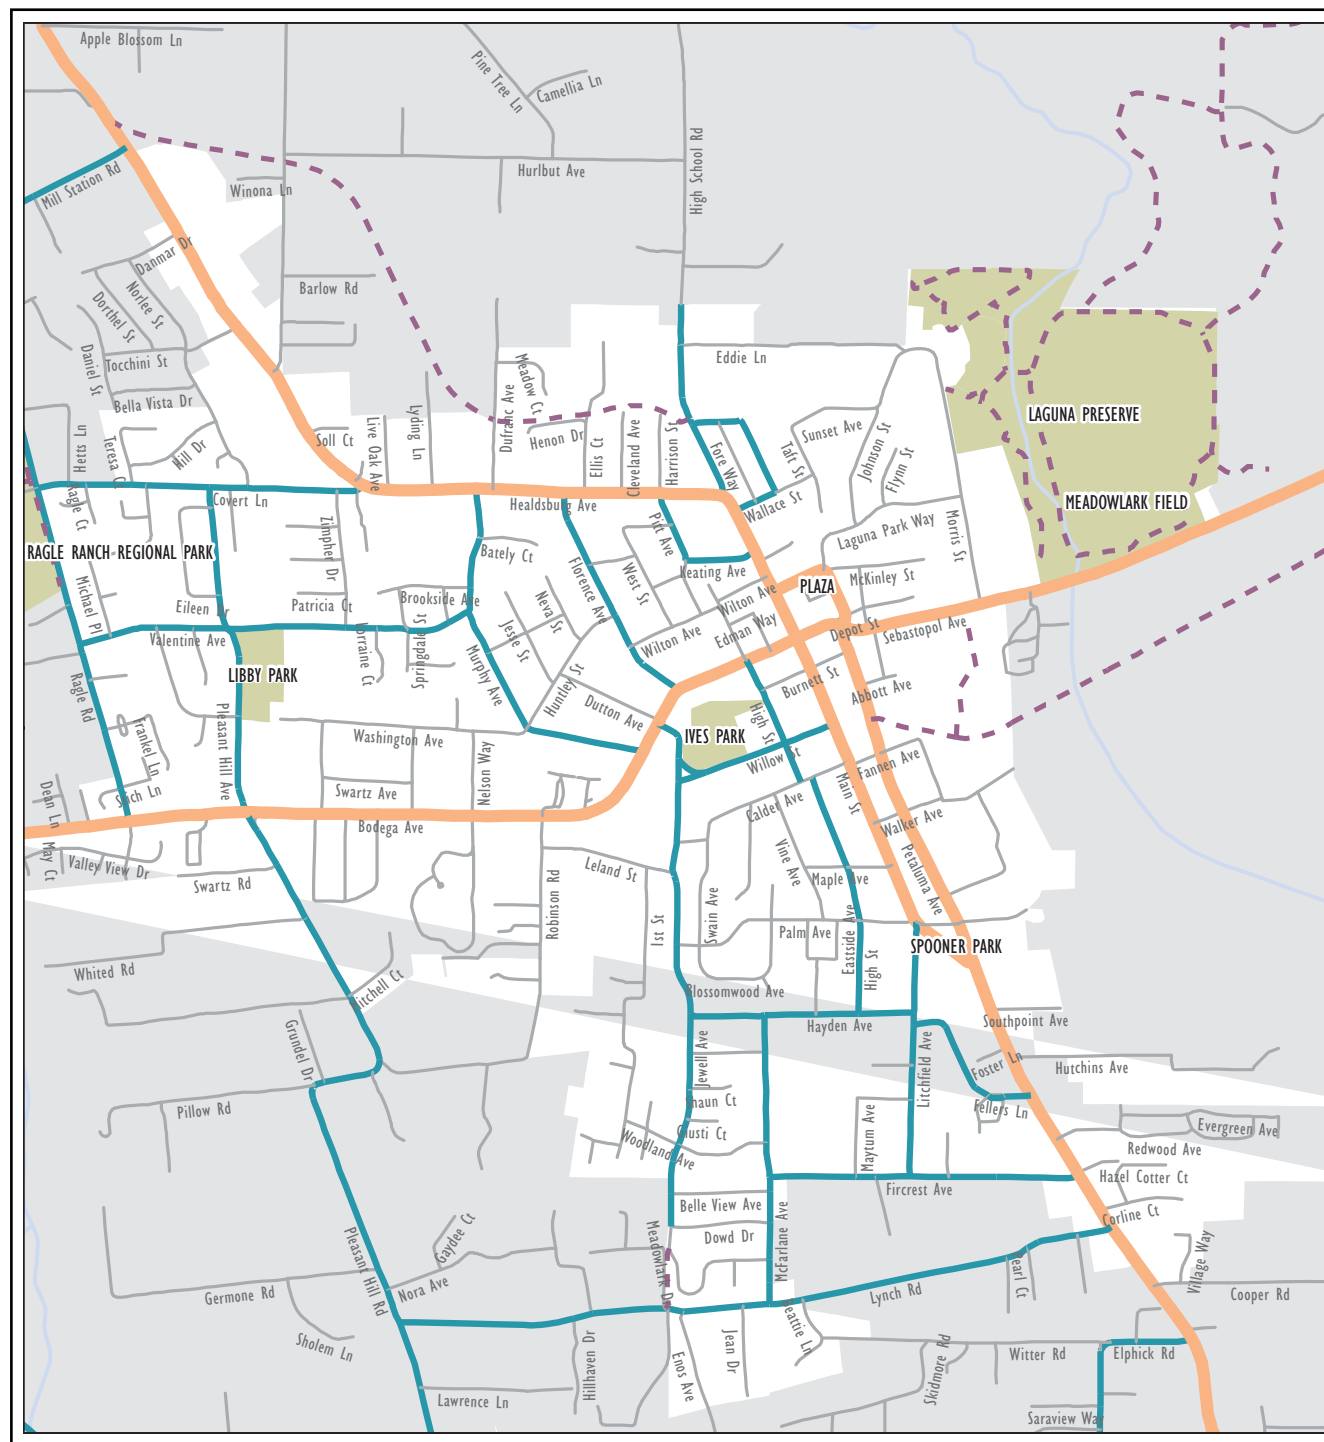 Apple Blossom Ln
Pine Tree Ln
Camellia Ln
Mill Station Rd
Winona Ln
Hurlbut Ave
High School Rd
Danmar Dr
Norlee St
Dorthel St
Barlow Rd
Daniel St
Tocchini St
Bella Vista Dr
Meadow Ct
Dufranc Ave
Eddie Ln
Hetts Ln
Teresa Ct
Hill Dr
Soll Ct
Live Oak Ave
Lyding Ln
Henon Dr
Ellis Ct
Cleveland Ave
Harrison St
Fore Way
Taft St
Sunset Ave
Johnson St
Flynn St
LAGUNA PRESERVE
MEADOWLARK FIELD
Ragle Ct
Covert Ln
Healdsburg Ave
Wallace St
Zimpher Dr
Pitt Ave
Laguna Park Way
Morris St
RAGLE RANCH REGIONAL PARK
Bately Ct
Florence Ave
West St
Keating Ave
PLAZA
McKinley St
Michael Pl
Eileen Dr
Patricia Ct
Brookside Ave
Neva St
Jesse St
Wilton Ave
Wilton Ave
Edman Way
Depot St
Sebastopol Ave
Valentine Ave
Lorraine Ct
Springdale St
Murphy Ave
Huntley St
Burnett St
Abbott Ave
LIBBY PARK
Ragle Rd
Dutton Ave
Frankel Ln
Pleasant Hill Ave
Washington Ave
Nelson Way
IVES PARK
High St
Willow St
Fannen Ave
Main St
Dean Ln
Stich Ln
Swartz Ave
Bodega Ave
Calder Ave
Walker Ave
May Ct
Valley View Dr
Swartz Rd
Leland St
Vine Ave
Maple Ave
Petaluma Ave
Robinson Rd
1st St
Swain Ave
Palm Ave
Eastside Ave
High St
SPOONER PARK
Whited Rd
Mitchell Ct
Blossomwood Ave
Hayden Ave
Southpoint Ave
Grundel Dr
Jewell Ave
Litchfield Ave
Foster Ln
Hutchins Ave
Pillow Rd
Shaun Ct
Fellers Ln
Giusti Ct
Woodland Ave
Maytum Ave
Evergreen Ave
Redwood Ave
Hazel Cotter Ct
Fircrest Ave
Belle View Ave
Corline Ct
Gaydee Ct
Pleasant Hill Rd
Meadowlark Dr
Dowd Dr
McFarlane Ave
Village Way
Germone Rd
Nora Ave
Pearl Ct
Lynch Rd
Cooper Rd
Sholem Ln
Hillhaven Dr
Enos Ave
Jean Dr
Beattie Ln
Skidmore Rd
Witter Rd
Elphick Rd
Lawrence Ln
Saraview Way